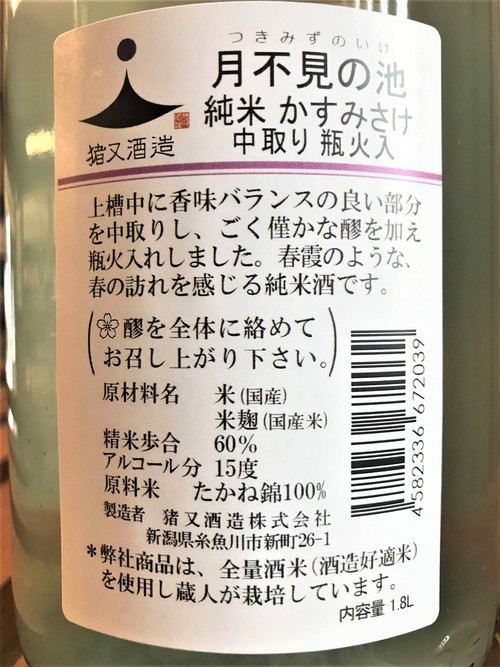 つきみずのいけ
月不見の池
純米 かすみさけ
中取り 瓶火入
猪又酒造
上槽中に香味バランスの良い部分
を中取りし、ごく僅かな醪を加え
瓶火入れしました。春霞のような、
春の訪れを感じる純米酒です。
醪を全体に絡めて
お召し上がり下さい。
原材料名 米(国産)
米麹(国産米)
精米歩合 60%
アルコール分 15度
原料米 たかね錦100%
製造者 猪又酒造株式会社
新潟県糸魚川市新町26-1
*弊社商品は、全量酒米(酒造好適米)
を使用し蔵人が栽培しています。
内容量 1.8L
4 582336 672039